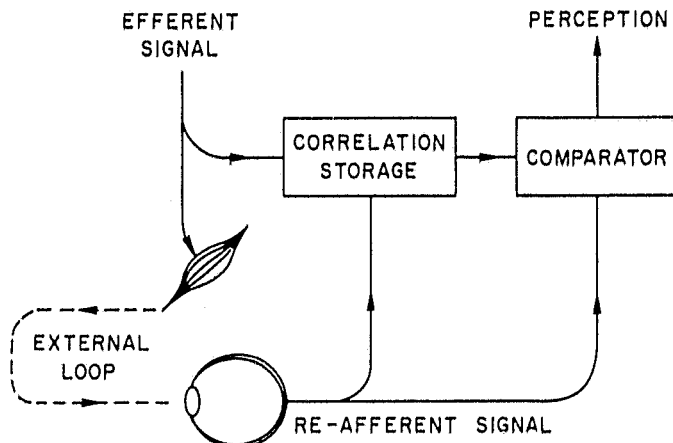 EFFERENT
SIGNAL
PERCEPTION
CORRELATION
STORAGE
COMPARATOR
EXTERNAL
LOOP
RE-AFFERENT SIGNAL